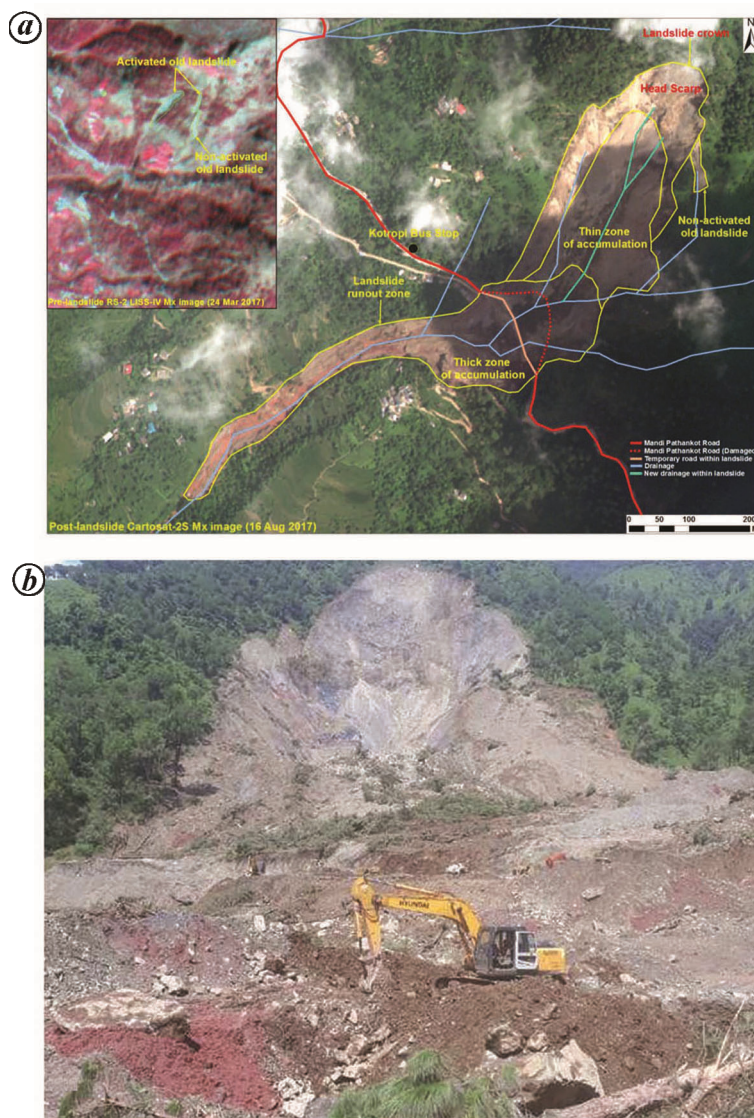 a
Activated old landslide
Non-activated
old landslide
Pre-landslide RS-2 LISS-IV Mx image (24 Mar 2017)
N
Landslide crown
Head Scarp
Kotropi Bus Stop
Thin zone
of accumulation
Non-activated
old landslide
Landslide
runout zone
Thick zone
of accumulation
Mandi Pathankot Road
Mandi Pathankot Road (Damaged
Temporary road within landslide
Drainage
New drainage within landslide
Post-landslide Cartosat-2S Mx image (16 Aug 2017)
0 50 100 200
b
HYUNDAI